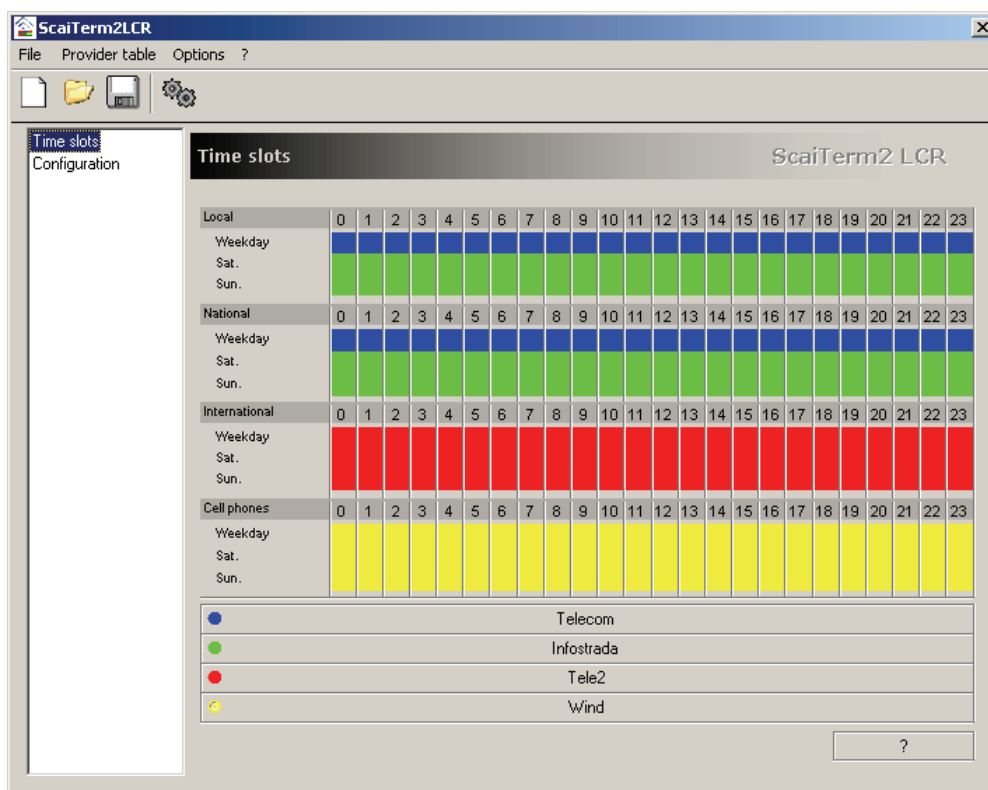 ScaiTerm2LCR
File Provider table Options ?
Time slots
Configuration
Time slots ScaiTerm2 LCR
Local 0 1 2 3 4 5 6 7 8 9 10 11 12 13 14 15 16 17 18 19 20 21 22 23
Weekday
Sat.
Sun.
National 0 1 2 3 4 5 6 7 8 9 10 11 12 13 14 15 16 17 18 19 20 21 22 23
Weekday
Sat.
Sun.
International 0 1 2 3 4 5 6 7 8 9 10 11 12 13 14 15 16 17 18 19 20 21 22 23
Weekday
Sat.
Sun.
Cell phones 0 1 2 3 4 5 6 7 8 9 10 11 12 13 14 15 16 17 18 19 20 21 22 23
Weekday
Sat.
Sun.
Telecom
Infostrada
Tele2
Wind
?